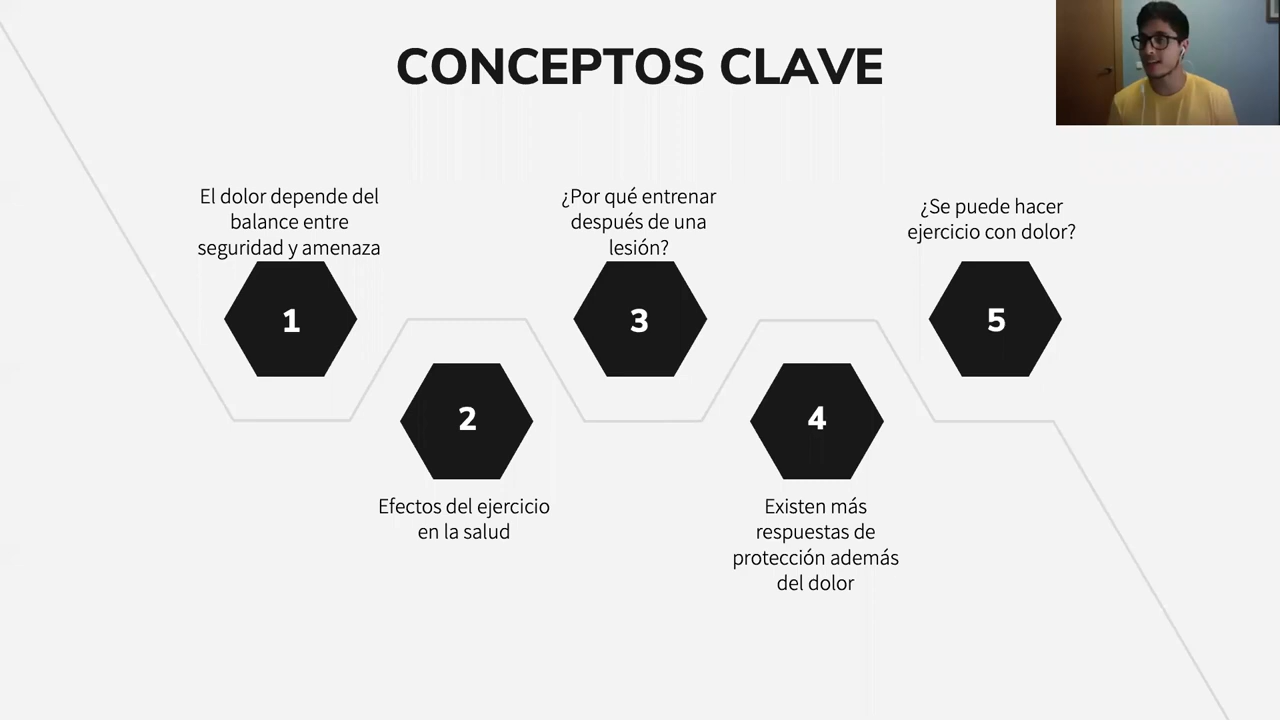 CONCEPTOS CLAVE
El dolor depende del
balance entre
seguridad y amenaza
1
2
Efectos del ejercicio
en la salud
¿Por qué entrenar
después de una
lesión?
3
4
Existen más
respuestas de
protección además
del dolor
¿Se puede hacer
ejercicio con dolor?
5